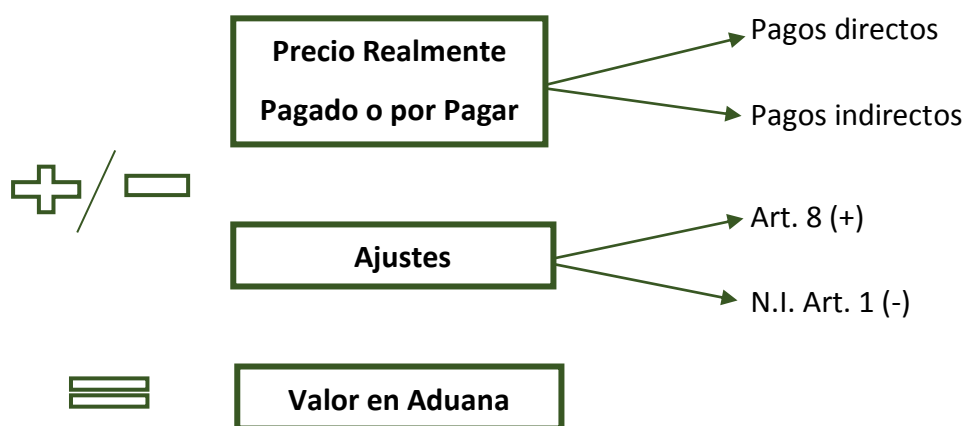 Precio Realmente
Pagado o por Pagar
Pagos directos
Pagos indirectos
Ajustes
Art. 8 (+)
N.I. Art. 1 (-)
Valor en Aduana